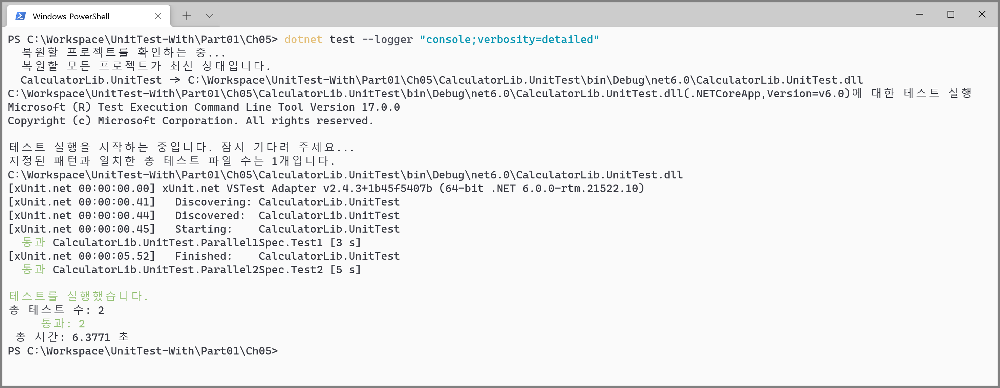 Windows PowerShell
PS C:\Workspace\UnitTest-With\Part01\Ch05> dotnet test --logger "console;verbosity=detailed"
  복원할 프로젝트를 확인하는 중...
  복원할 모든 프로젝트가 최신 상태입니다.
  CalculatorLib.UnitTest -> C:\Workspace\UnitTest-With\Part01\Ch05\CalculatorLib.UnitTest\bin\Debug\net6.0\CalculatorLib.UnitTest.dll
C:\Workspace\UnitTest-With\Part01\Ch05\CalculatorLib.UnitTest\bin\Debug\net6.0\CalculatorLib.UnitTest.dll(.NETCoreApp,Version=v6.0)에 대한 테스트 실행
Microsoft (R) Test Execution Command Line Tool Version 17.0.0
Copyright (c) Microsoft Corporation. All rights reserved.

테스트 실행을 시작하는 중입니다. 잠시 기다려 주세요...
지정된 패턴과 일치한 총 테스트 파일 수는 1개입니다.
C:\Workspace\UnitTest-With\Part01\Ch05\CalculatorLib.UnitTest\bin\Debug\net6.0\CalculatorLib.UnitTest.dll
[xUnit.net 00:00:00.00] xUnit.net VSTest Adapter v2.4.3+1b45f5407b (64-bit .NET 6.0.0-rtm.21522.10)
[xUnit.net 00:00:00.41]   Discovering: CalculatorLib.UnitTest
[xUnit.net 00:00:00.44]   Discovered:  CalculatorLib.UnitTest
[xUnit.net 00:00:00.45]   Starting:    CalculatorLib.UnitTest
  통과 CalculatorLib.UnitTest.Parallel1Spec.Test1 [3 s]
[xUnit.net 00:00:05.52]   Finished:    CalculatorLib.UnitTest
  통과 CalculatorLib.UnitTest.Parallel2Spec.Test2 [5 s]

테스트를 실행했습니다.
총 테스트 수: 2
     통과: 2
 총 시간: 6.3771 초
PS C:\Workspace\UnitTest-With\Part01\Ch05>